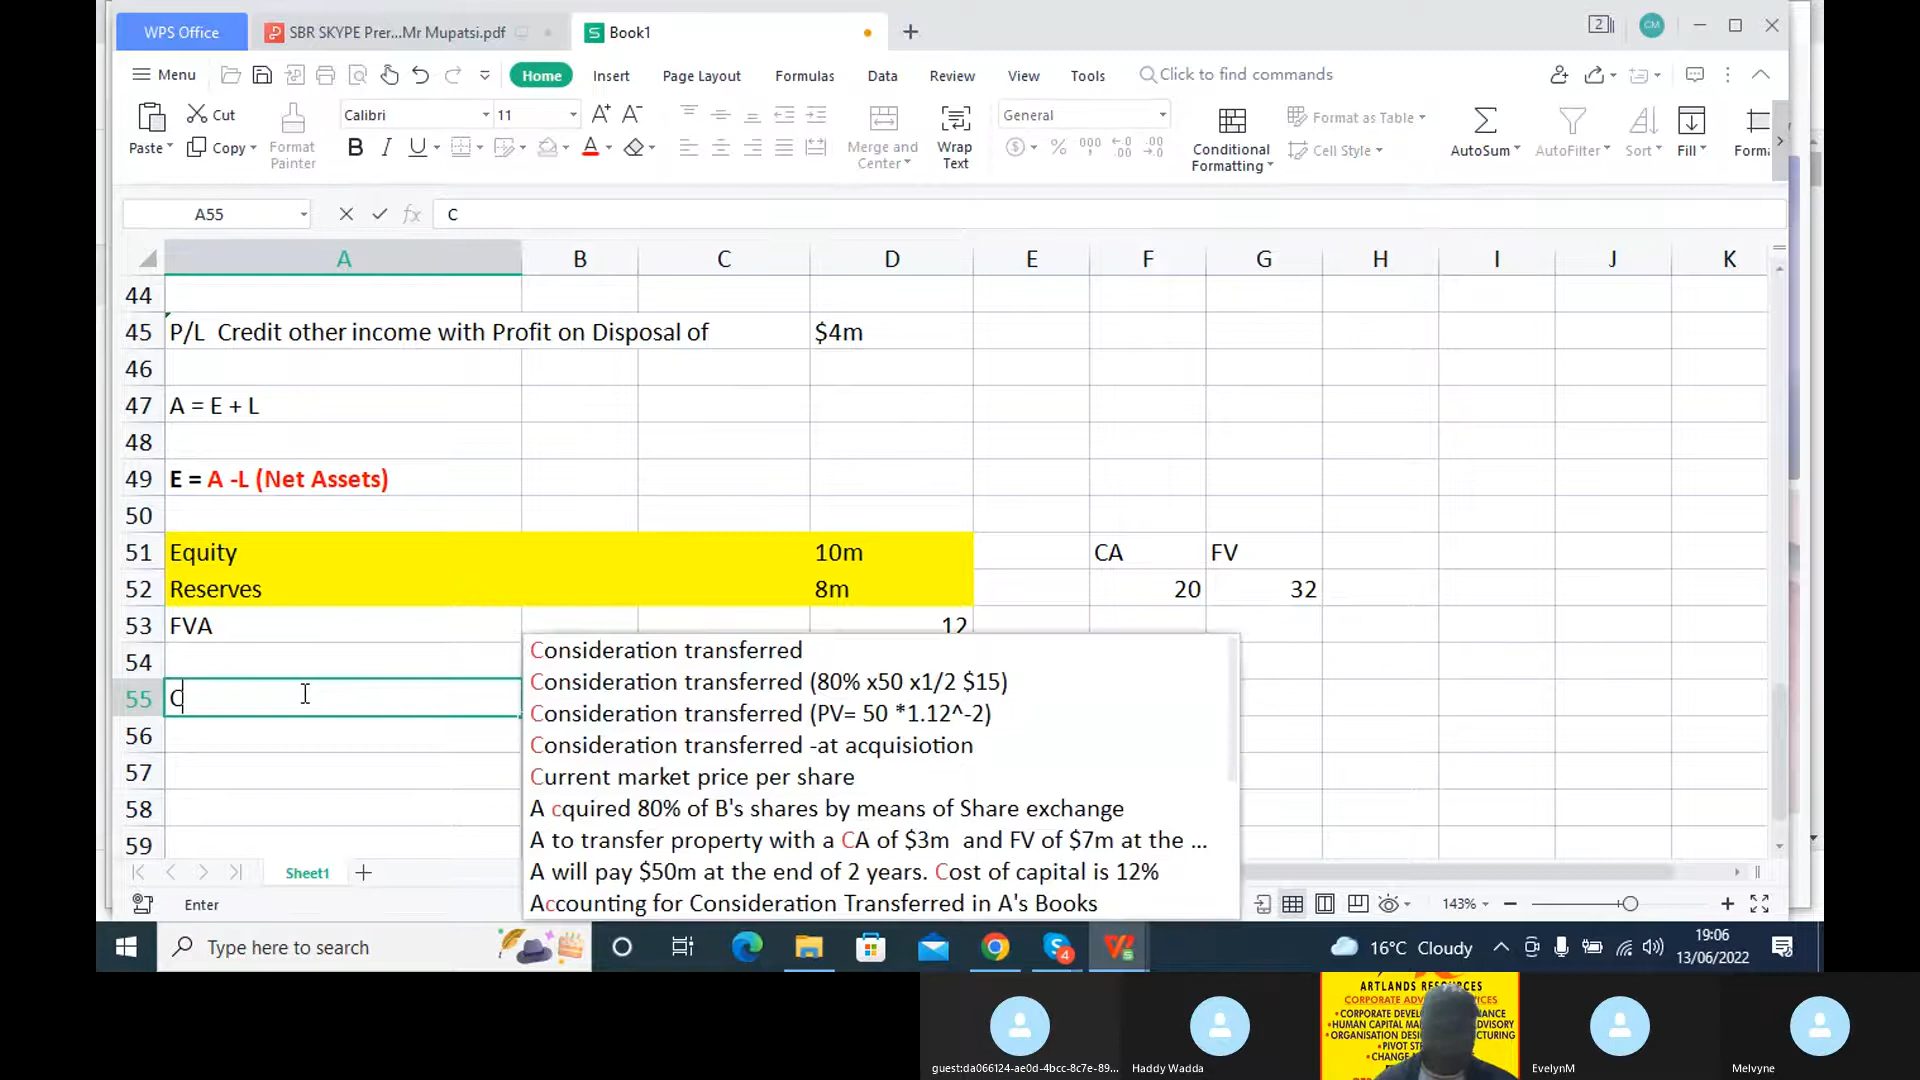 WPS Office
SBR SKYPE Prer...Mr Mupatsi.pdf
Book1
Menu
Home
Insert
Page Layout
Formulas
Data
Review
View
Tools
Click to find commands
Paste
Cut
Copy
Format Painter
Calibri
11
Merge and Center
Wrap Text
General
Conditional Formatting
Format as Table
Cell Style
AutoSum
AutoFilter
Sort
Fill
Forma
A55
C
A B C D E F G H I J K
44
45 P/L Credit other income with Profit on Disposal of $4m
46
47 A = E + L
48
49 E = A -L (Net Assets)
50
51 Equity 10m CA FV
52 Reserves 8m 20 32
53 FVA 12
54
55 C
56
57
58
59
Consideration transferred
Consideration transferred (80% x50 x1/2 $15)
Consideration transferred (PV= 50 *1.12^-2)
Consideration transferred -at acquisiotion
Current market price per share
A cquired 80% of B's shares by means of Share exchange
A to transfer property with a CA of $3m and FV of $7m at the ...
A will pay $50m at the end of 2 years. Cost of capital is 12%
Accounting for Consideration Transferred in A's Books
Sheet1
Enter
143%
Type here to search
4
16°C Cloudy
19:06
13/06/2022
ARTLANDS RESOURCES
guest:da066124-ae0d-4bcc-8c7e-89...
Haddy Wadda
EvelynM
Melvyne